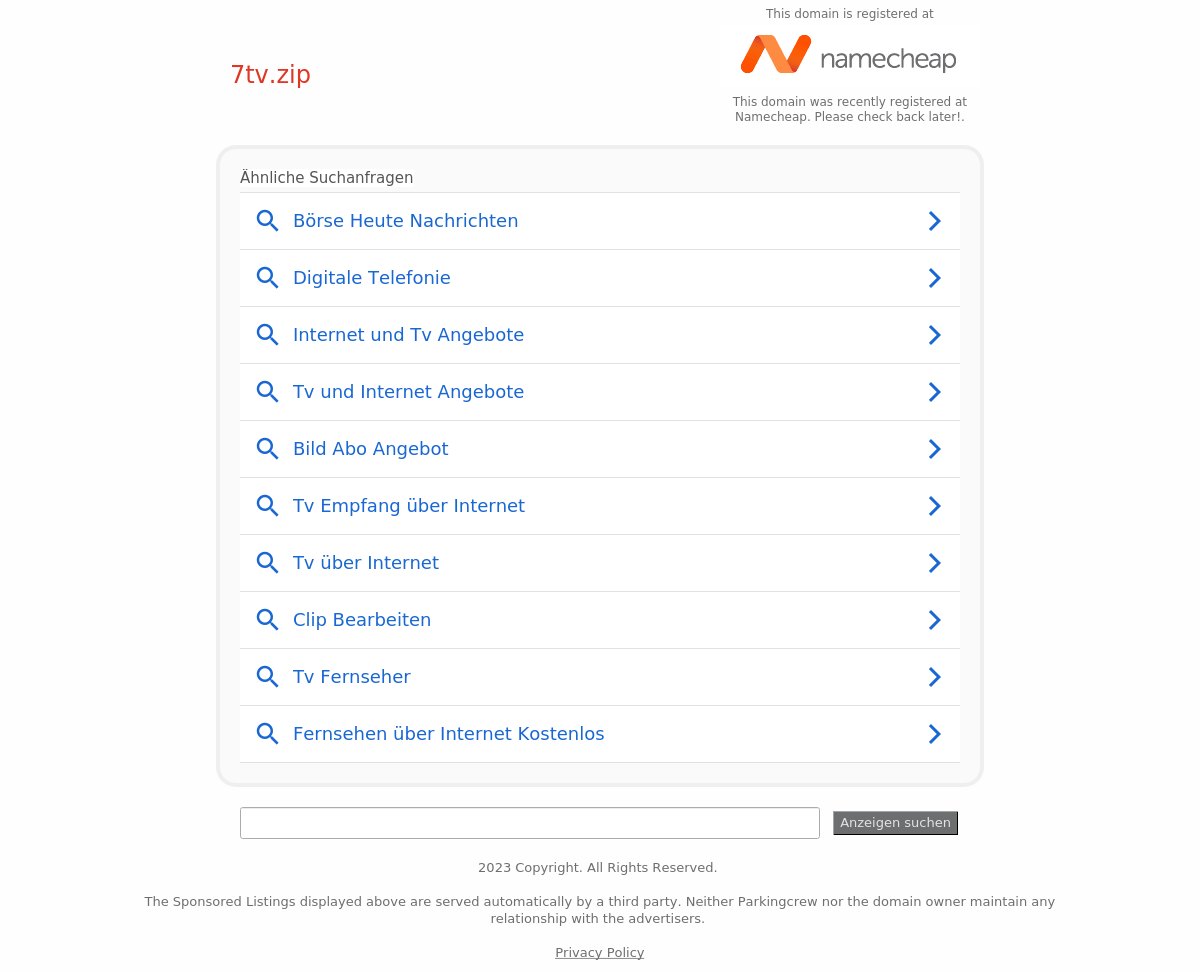 This domain is registered at
namecheap
7tv.zip
This domain was recently registered at
Namecheap. Please check back later!.
Ähnliche Suchanfragen
Börse Heute Nachrichten
Digitale Telefonie
Internet und Tv Angebote
Tv und Internet Angebote
Bild Abo Angebot
Tv Empfang über Internet
Tv über Internet
Clip Bearbeiten
Tv Fernseher
Fernsehen über Internet Kostenlos
Anzeigen suchen
2023 Copyright. All Rights Reserved.
The Sponsored Listings displayed above are served automatically by a third party. Neither Parkingcrew nor the domain owner maintain any
relationship with the advertisers.
Privacy Policy